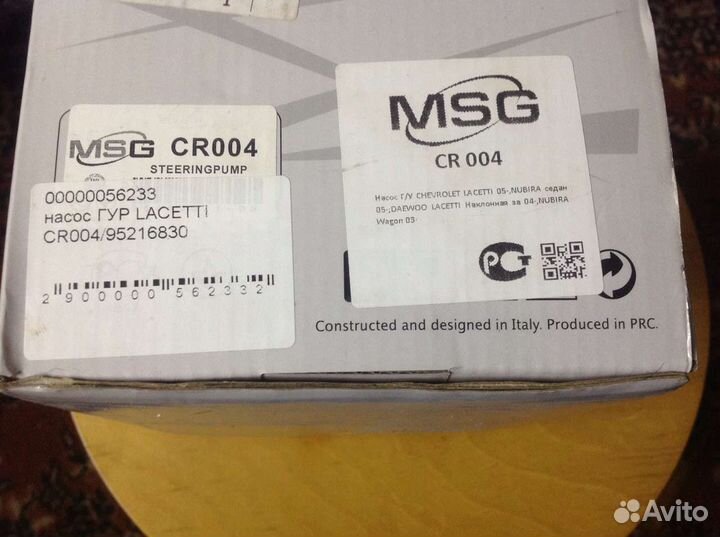 MSG CR004
STEERINGPUMP
00000056233
насос ГУР LACETTI
CR004/95216830
2 900000 562332
MSG
CR 004
Насос Г/У CHEVROLET LACETTI 05-,NUBIRA седан
05-;DAEWOO LACETTI Наклонная за 04-,NUBIRA
Wagon 03-
РСТ
Constructed and designed in Italy. Produced in PRC.
Avito